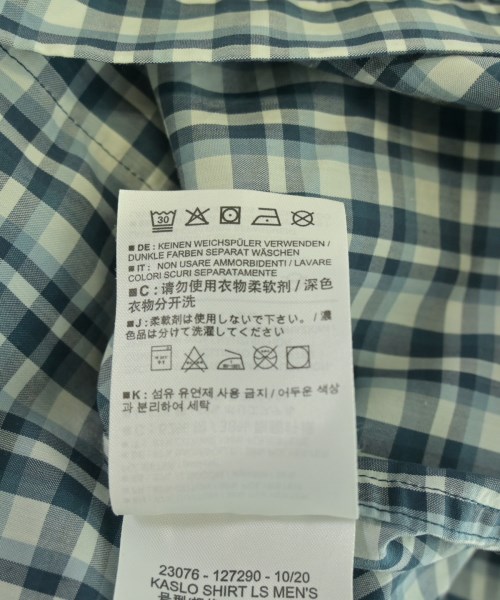 30
■ DE: KEINEN WEICHSPÜLER VERWENDEN /
DUNKLE FARBEN SEPARAT WASCHEN
■ IT: NON USARE AMMORBIDENTI / LAVARE
COLORI SCURI SEPARATAMENTE
■C: 请勿使用衣物柔软剂 / 深色
衣物分开洗
■J: 柔軟剤は使用しないで下さい。/濃
色品は分けて洗濯してください
■K: 섬유 유연제 사용 금지 / 어두운 색상
과 분리하여 세탁
23076 - 127290 - 10/20
KASLO SHIRT LS MEN'S